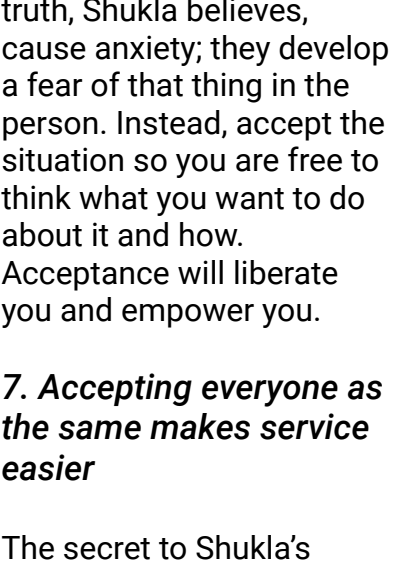 truth, Shukla believes,
cause anxiety; they develop
a fear of that thing in the
person. Instead, accept the
situation so you are free to
think what you want to do
about it and how.
Acceptance will liberate
you and empower you.
7. Accepting everyone as
the same makes service
easier
The secret to Shukla’s